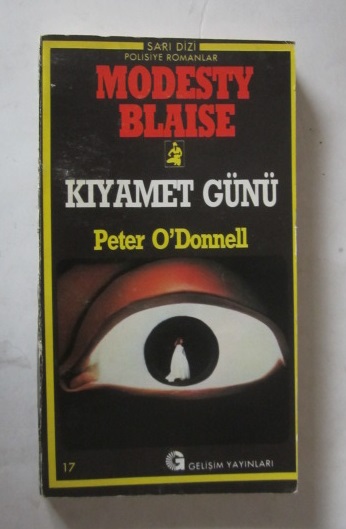 SARI DİZİ
POLİSİYE ROMANLAR
MODESTY
BLAISE
KIYAMET GÜNÜ
Peter O'Donnell
17
G GELİŞİM YAYINLARI